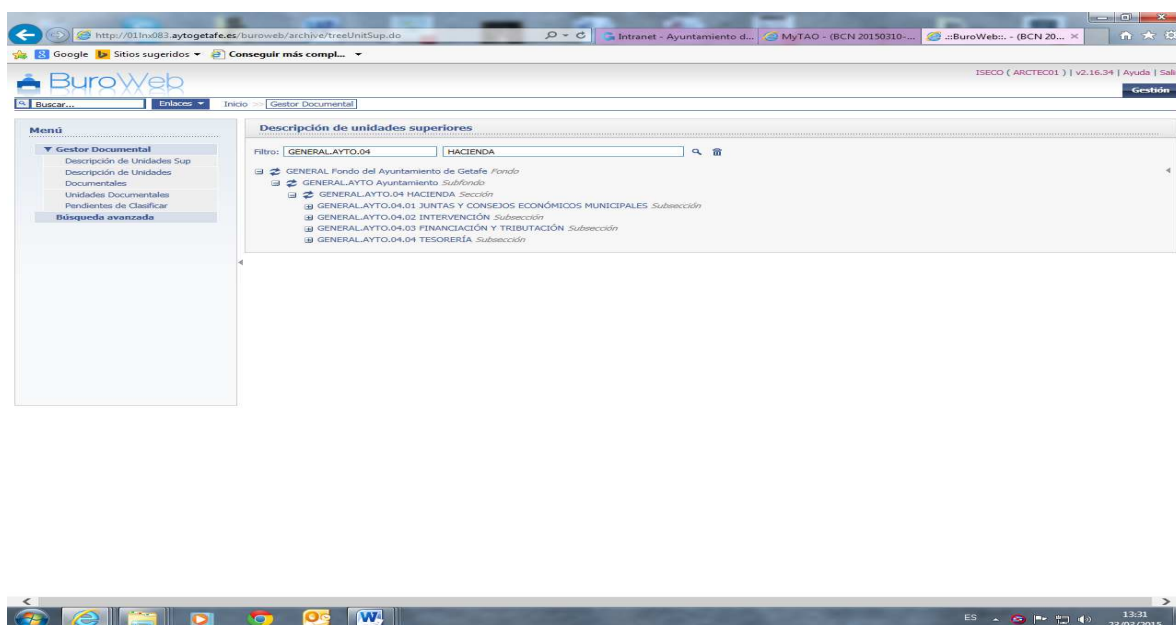 http://01lnx083.aytogetafe.es/buroweb/archive/treeUnitSup.do
Intranet - Ayuntamiento d...
MyTAO - (BCN 20150310-...
.::BuroWeb::. - (BCN 20...
Google
Sitios sugeridos
Conseguir más compl...
BuroWeb
ISECO ( ARCTEC01 ) | v2.16.34 | Ayuda | Sali
Gestión
Buscar...
Enlaces
Inicio >> Gestor Documental
Menú
Gestor Documental
Descripción de Unidades Sup
Descripción de Unidades
Documentales
Unidades Documentales
Pendientes de Clasificar
Búsqueda avanzada
Descripción de unidades superiores
Filtro: GENERAL.AYTO.04 HACIENDA
GENERAL Fondo del Ayuntamiento de Getafe Fondo
GENERAL.AYTO Ayuntamiento Subfondo
GENERAL.AYTO.04 HACIENDA Sección
GENERAL.AYTO.04.01 JUNTAS Y CONSEJOS ECONÓMICOS MUNICIPALES Subsección
GENERAL.AYTO.04.02 INTERVENCIÓN Subsección
GENERAL.AYTO.04.03 FINANCIACIÓN Y TRIBUTACIÓN Subsección
GENERAL.AYTO.04.04 TESORERÍA Subsección
ES
13:31